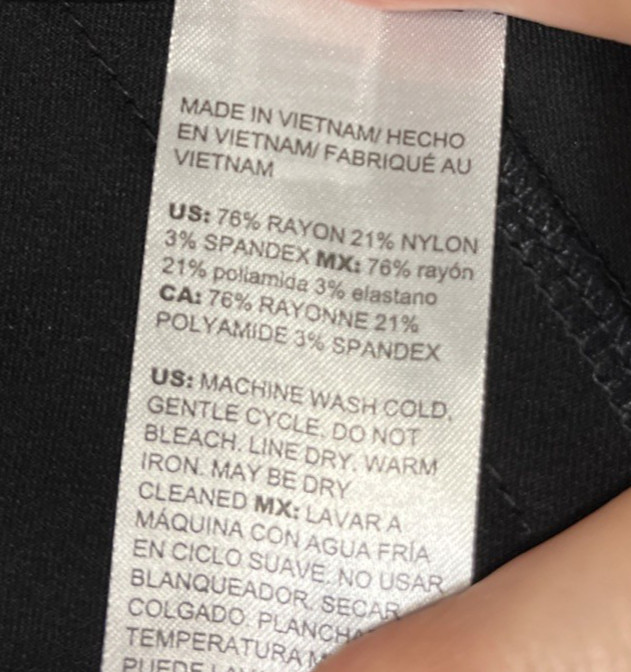 MADE IN VIETNAM/ HECHO
EN VIETNAM/ FABRIQUÉ AU
VIETNAM
US: 76% RAYON 21% NYLON
3% SPANDEX MX: 76% rayón
21% poliamida 3% elastano
CA: 76% RAYONNE 21%
POLYAMIDE 3% SPANDEX
US: MACHINE WASH COLD,
GENTLE CYCLE. DO NOT
BLEACH. LINE DRY. WARM
IRON. MAY BE DRY
CLEANED MX: LAVAR A
MÁQUINA CON AGUA FRÍA
EN CICLO SUAVE. NO USAR
BLANQUEADOR. SECAR
COLGADO.
TEMPERATURA
PUEDE